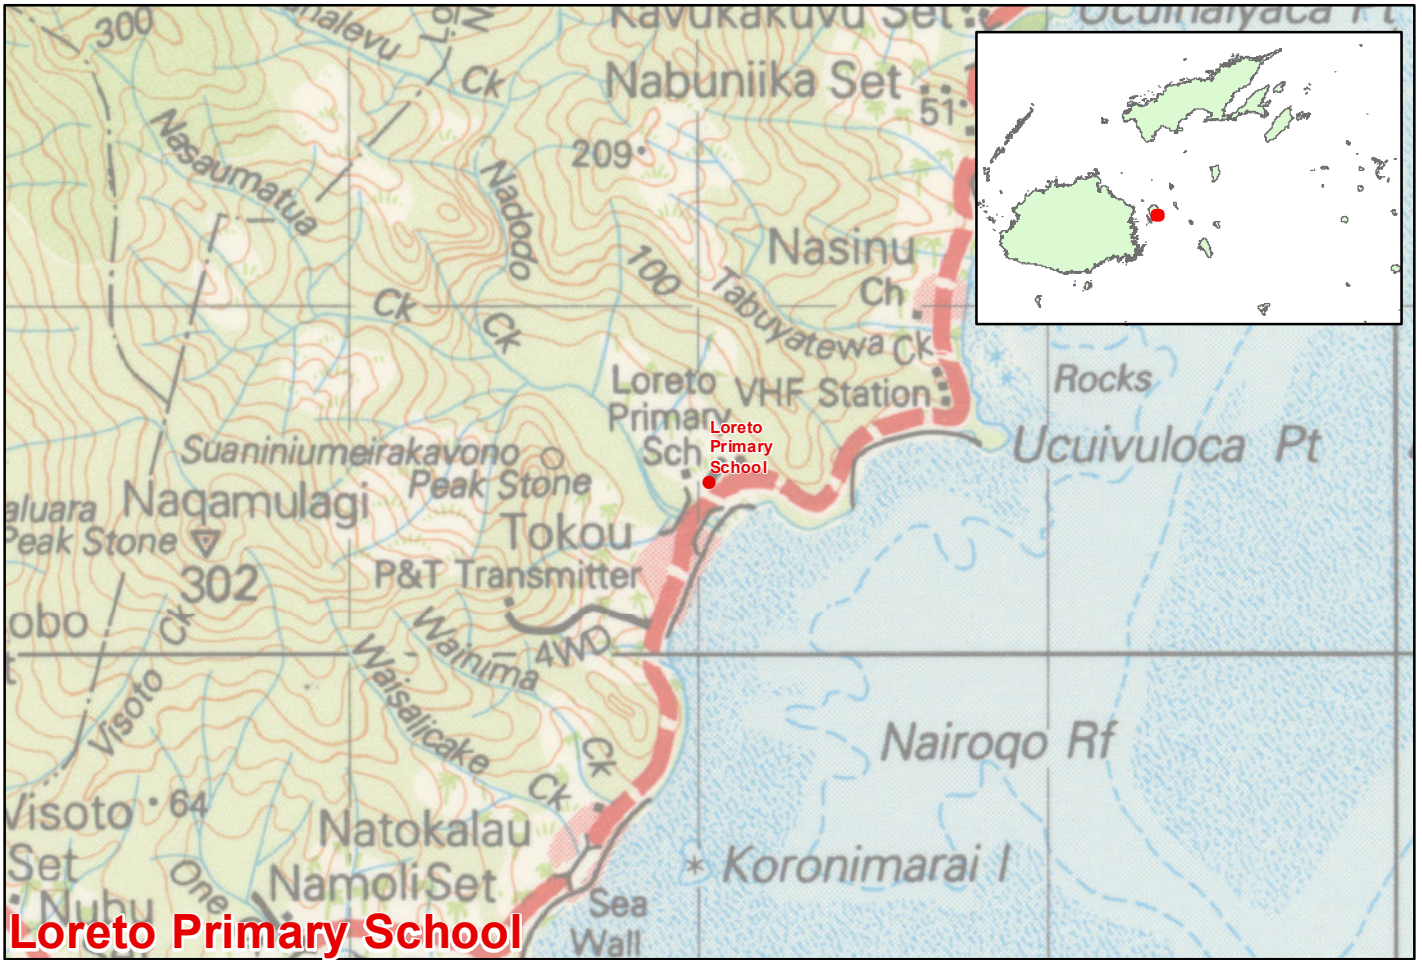 300
Ck
Kavukakuvu Set
Nabuniika Set
51
209
Nasaumatua
Nadodo
Ck
Ck
100
Tabuyatewa Ck
Nasinu
Ch
VHF Station
Rocks
Ucuivuloca Pt
Loreto
Primary
Sch
Loreto
Primary
School
Suaniniumeirakavono
Peak Stone
Naqamulagi
Peak Stone
302
Tokou
P&T Transmitter
4WD
Wainima
Ck
Waisalicake
Ck
Visoto
Ck
Nairoqo Rf
Visoto
Set
64
Natokalau
Namoli Set
Koronimarai I
One
Nubu
Sea
Wall
Loreto Primary School